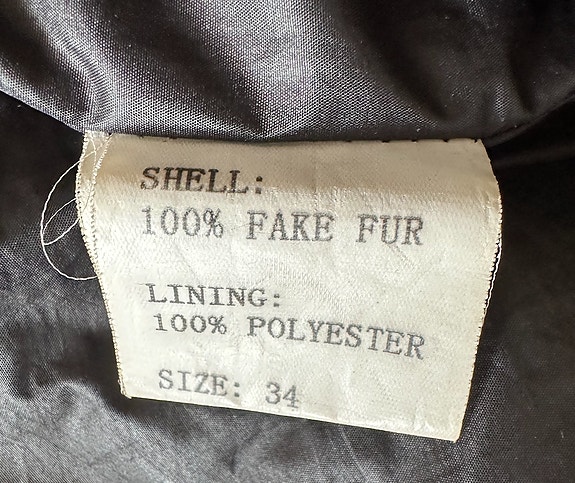 SHELL:
100% FAKE FUR
LINING:
100% POLYESTER
SIZE: 34